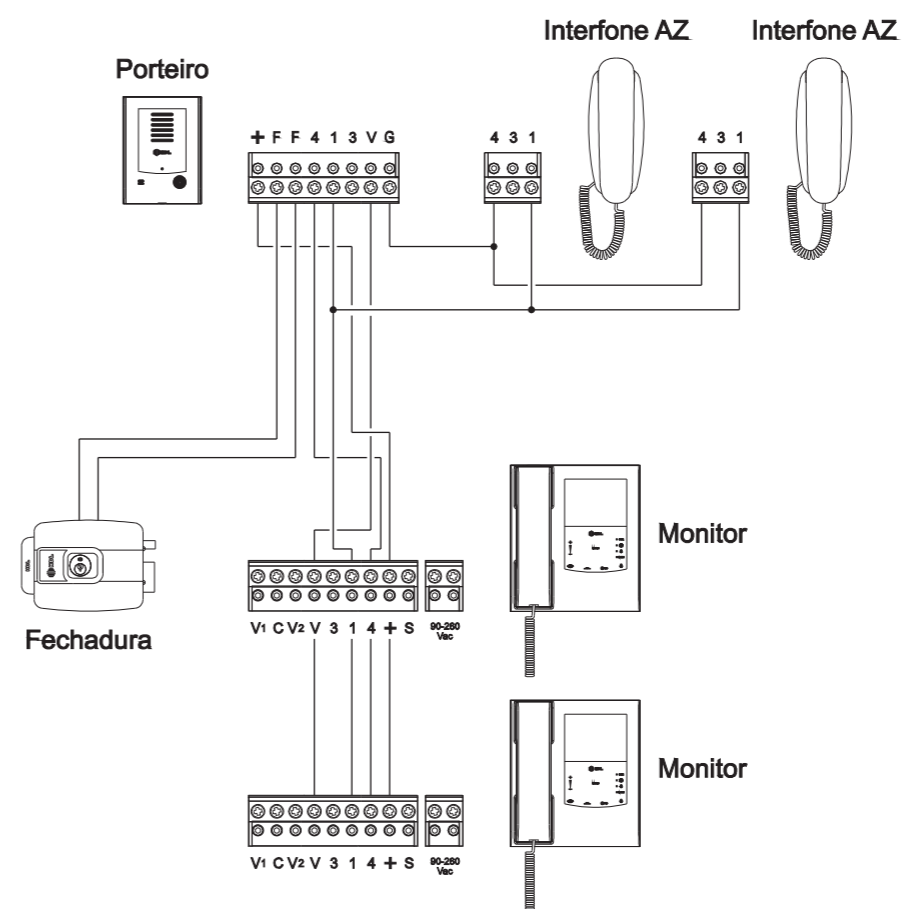 Interfone AZ Interfone AZ
Porteiro
+ F F 4 1 3 V G
4 3 1
4 3 1
Monitor
Fechadura
V1 C V2 V 3 1 4 + S
90-260
Vac
Monitor
V1 C V2 V 3 1 4 + S
90-260
Vac